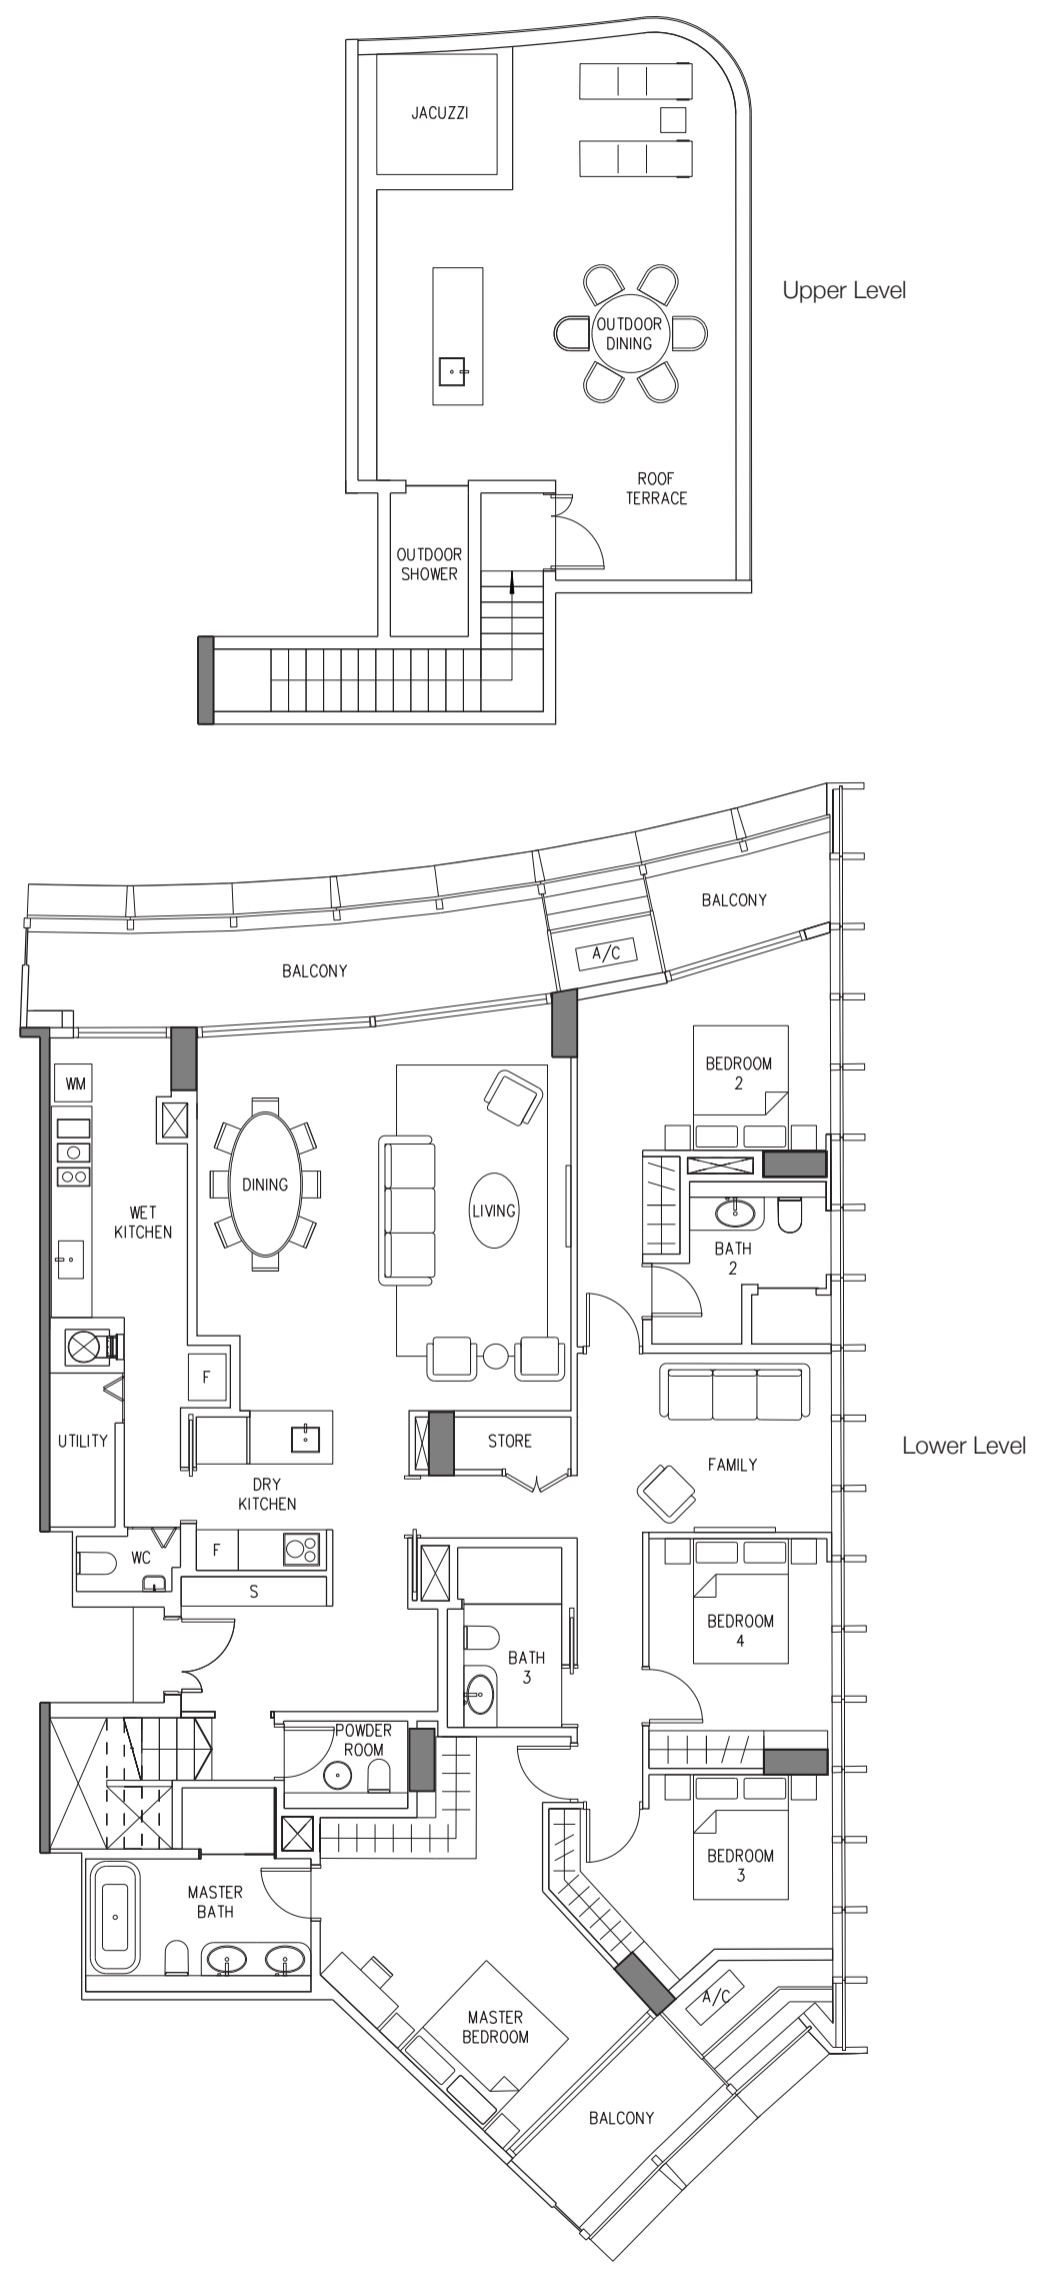 JACUZZI
Upper Level
OUTDOOR
DINING
ROOF
TERRACE
OUTDOOR
SHOWER
BALCONY
A/C
BALCONY
BEDROOM
2
WM
DINING
LIVING
WET
KITCHEN
BATH
2
F
UTILITY
STORE
Lower Level
FAMILY
DRY
KITCHEN
WC
F
S
BEDROOM
4
BATH
3
POWDER
ROOM
BEDROOM
3
MASTER
BATH
A/C
MASTER
BEDROOM
BALCONY